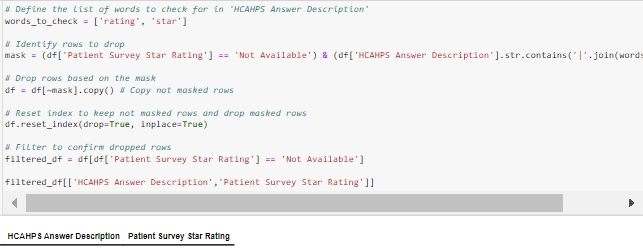 # Define the list of words to check for in 'HCAHPS Answer Description'
words_to_check = ['rating', 'star']
# Identify rows to drop
mask = (df['Patient Survey Star Rating'] == 'Not Available') & (df['HCAHPS Answer Description'].str.contains('|'.join(words
# Drop rows based on the mask
df = df[~mask].copy() # Copy not masked rows
# Reset index to keep not masked rows and drop masked rows
df.reset_index(drop=True, inplace=True)
# Filter to confirm dropped rows
filtered_df = df[df['Patient Survey Star Rating'] == 'Not Available']
filtered_df[['HCAHPS Answer Description','Patient Survey Star Rating']]
HCAHPS Answer Description Patient Survey Star Rating